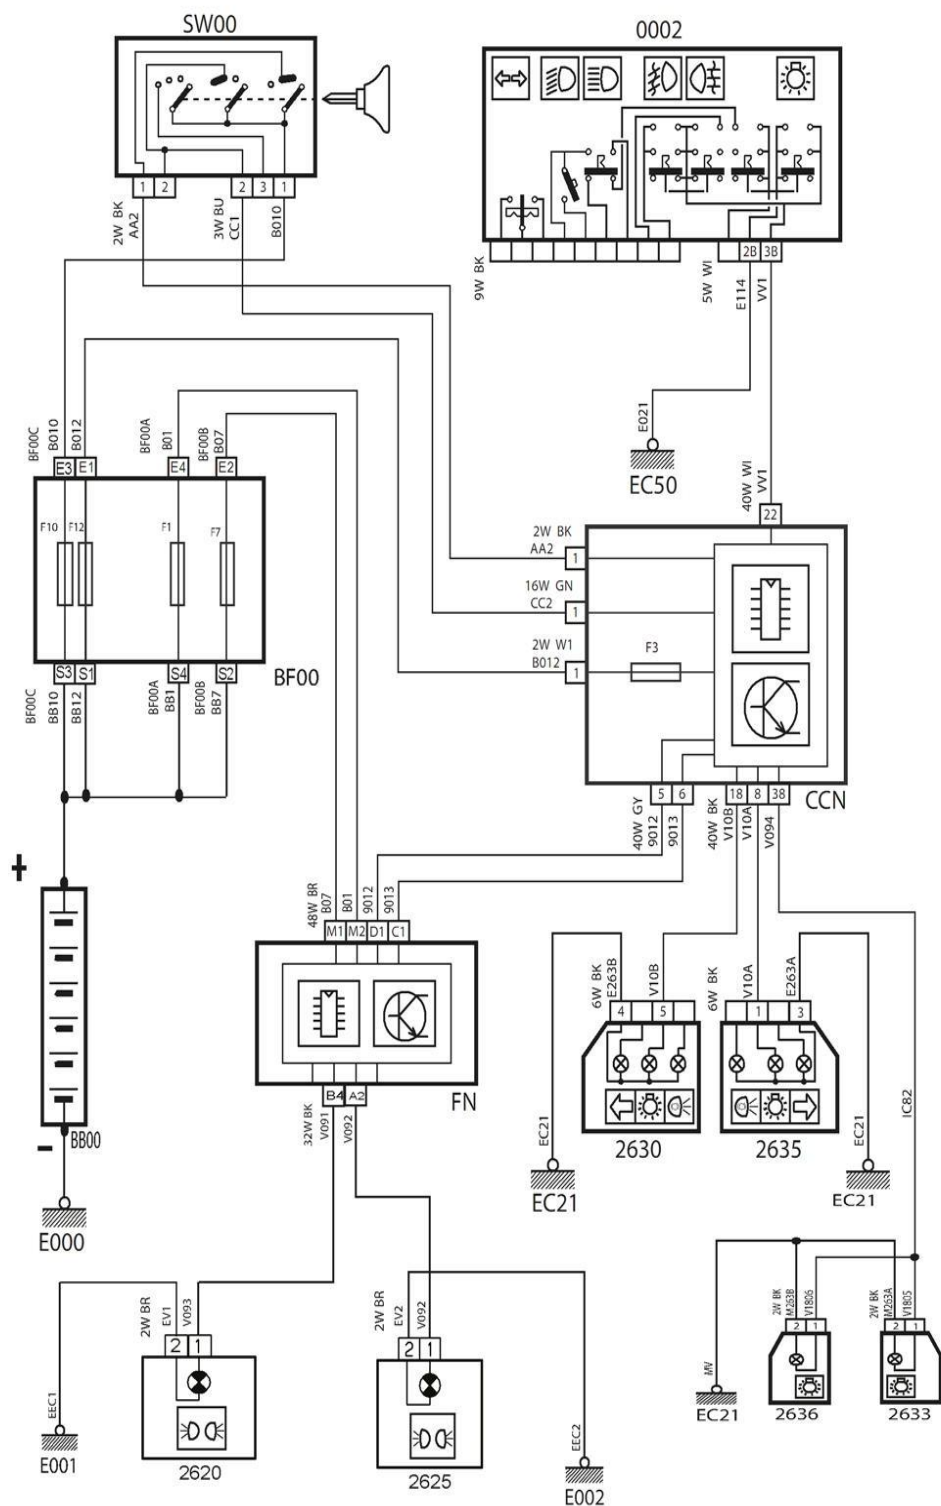 SW00
0002
1 2 2 3 1
2W BK
AA2
3W BU
CC1
B010
9W BK
5W WI
2B 3B
E114
VV1
E021
EC50
BF00C
B010
B012
BF00A
B01
BF00B
B07
E3 E1 E4 E2
F10 F12 F1 F7
S3 S1 S4 S2
BF00
BF00C
BB10
BB12
BF00A
BB1
BF00B
BB7
40W WI
VV1
22
2W BK
AA2
1
16W GN
CC2
1
2W W1
B012
1
F3
5 6 18 8 38
CCN
40W GY
9012
9013
40W BK
V10B
V10A
V094
+
-
BB00
E000
48W BR
B07
B01
9012
9013
M1 M2 D1 C1
B4 A2
FN
32W BK
V091
V092
6W BK
E263B
V10B
4 5
6W BK
V10A
E263A
1 3
2630
2635
EC21
EC21
EC21
EC21
IC82
2W BR
EV1
V093
2 1
2620
EEC1
E001
2W BR
EV2
V092
2 1
2625
EEC2
E002
2W BK
M263B
V1806
2 1
2636
2W BK
M263A
V1805
2 1
2633
MV
EC21